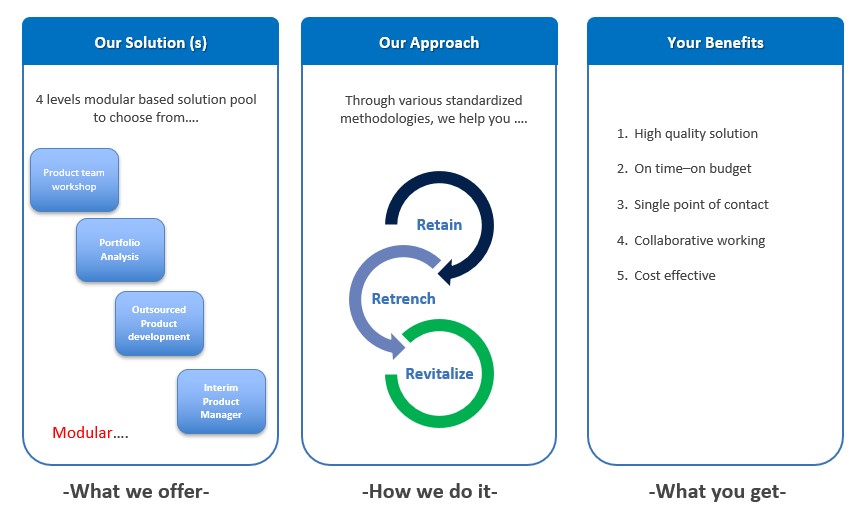 Our Solution (s)
4 levels modular based solution pool
to choose from....
Product team
workshop
Portfolio
Analysis
Outsourced
Product
development
Interim
Product
Manager
Modular....
-What we offer-
Our Approach
Through various standardized
methodologies, we help you ....
Retain
Retrench
Revitalize
-How we do it-
Your Benefits
1. High quality solution
2. On time–on budget
3. Single point of contact
4. Collaborative working
5. Cost effective
-What you get-